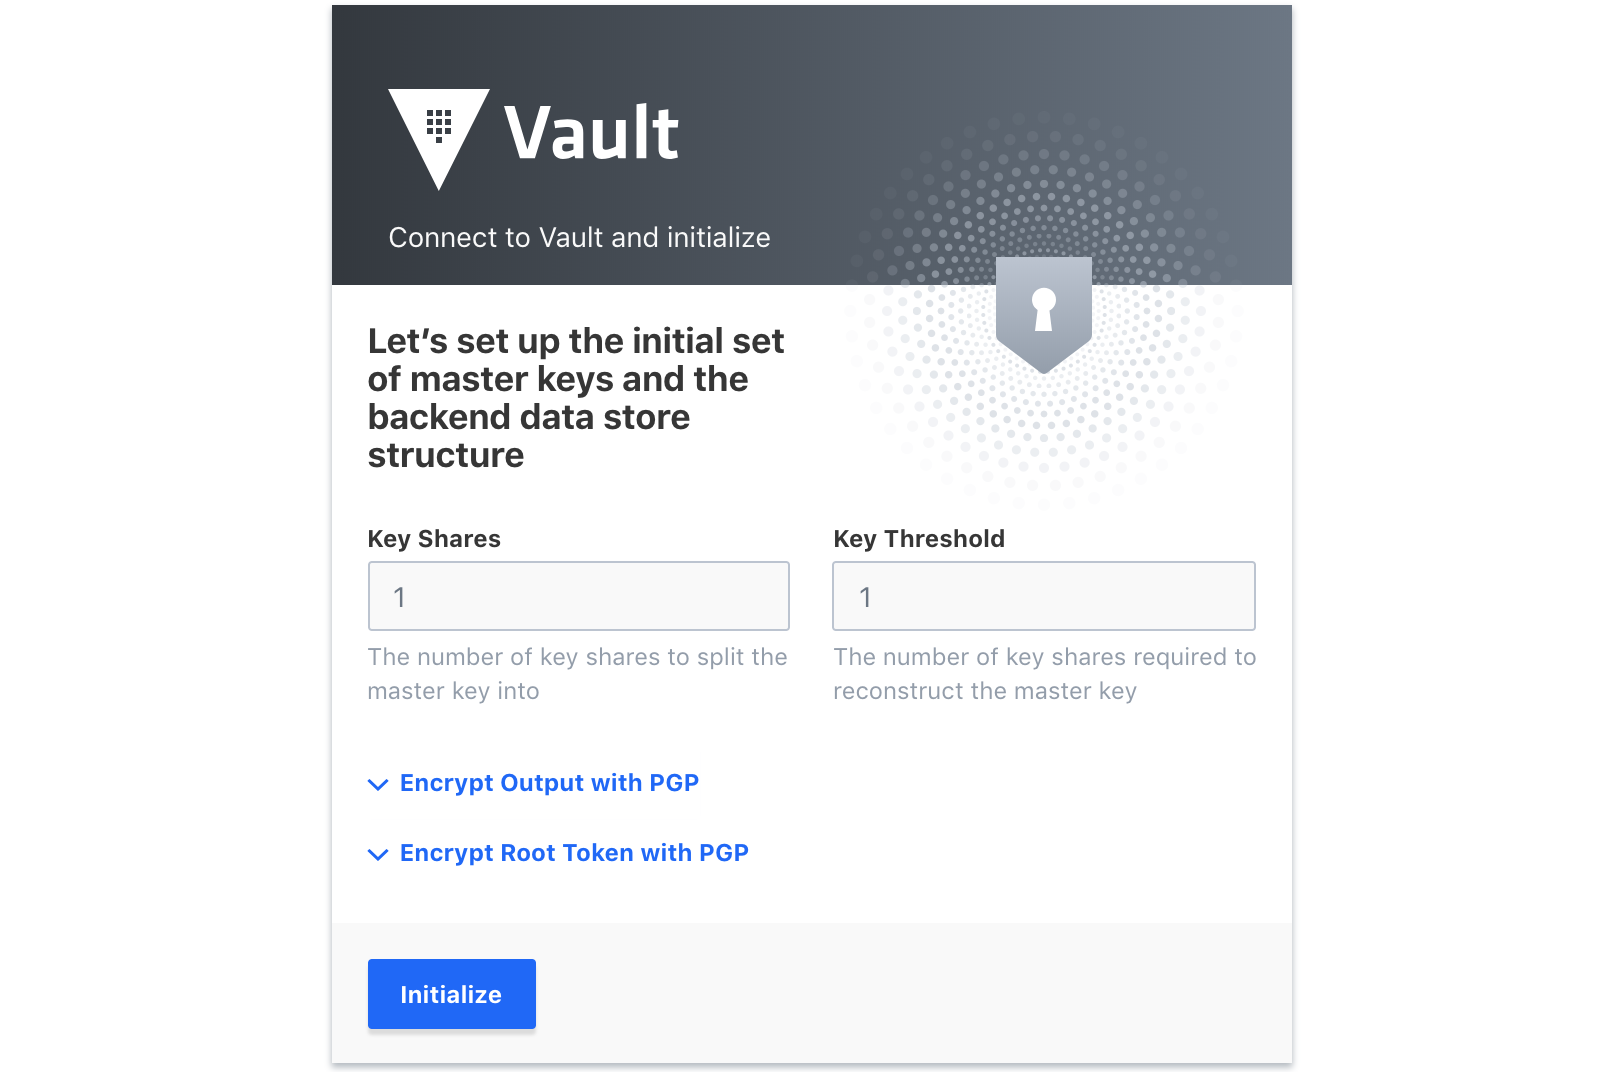 Vault
Connect to Vault and initialize
Let’s set up the initial set
of master keys and the
backend data store
structure
Key Shares
1
The number of key shares to split the
master key into
Key Threshold
1
The number of key shares required to
reconstruct the master key
Encrypt Output with PGP
Encrypt Root Token with PGP
Initialize